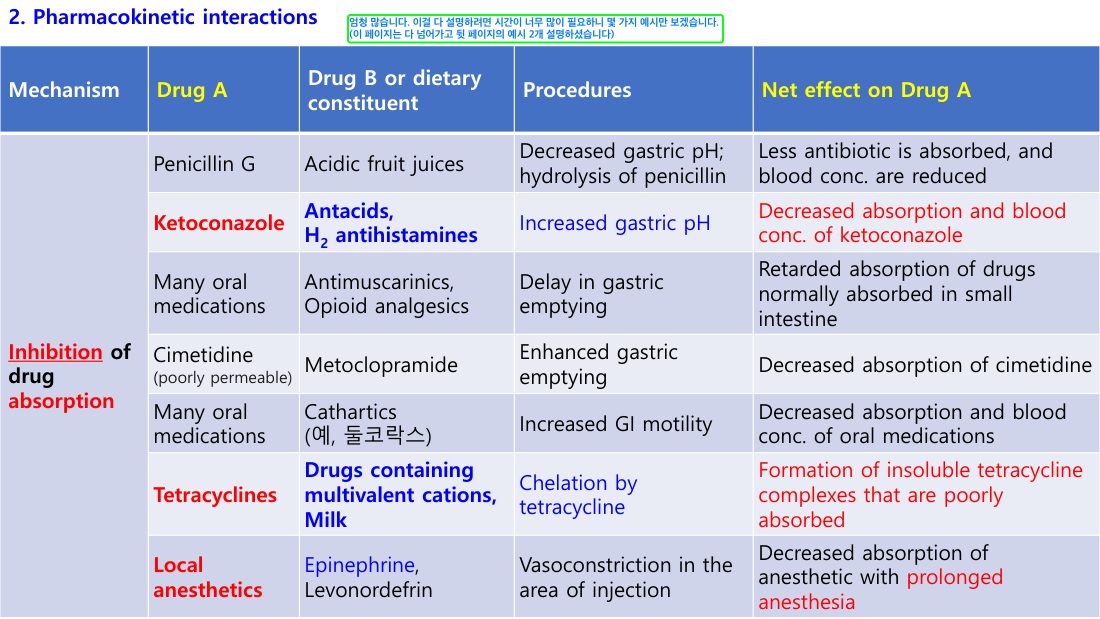 2. Pharmacokinetic interactions
엄청 많습니다. 이걸 다 설명하려면 시간이 너무 많이 필요하니 몇 가지 예시만 보겠습니다.
(이 페이지는 다 넘어가고 뒷 페이지의 예시 2개 설명하셨습니다)
Mechanism
Drug A
Drug B or dietary
constituent
Procedures
Net effect on Drug A
Inhibition of
drug
absorption
Penicillin G
Acidic fruit juices
Decreased gastric pH;
hydrolysis of penicillin
Less antibiotic is absorbed, and
blood conc. are reduced
Ketoconazole
Antacids,
H₂ antihistamines
Increased gastric pH
Decreased absorption and blood
conc. of ketoconazole
Many oral
medications
Antimuscarinics,
Opioid analgesics
Delay in gastric
emptying
Retarded absorption of drugs
normally absorbed in small
intestine
Cimetidine
(poorly permeable)
Metoclopramide
Enhanced gastric
emptying
Decreased absorption of cimetidine
Many oral
medications
Cathartics
(예, 둘코락스)
Increased GI motility
Decreased absorption and blood
conc. of oral medications
Tetracyclines
Drugs containing
multivalent cations,
Milk
Chelation by
tetracycline
Formation of insoluble tetracycline
complexes that are poorly
absorbed
Local
anesthetics
Epinephrine,
Levonordefrin
Vasoconstriction in the
area of injection
Decreased absorption of
anesthetic with prolonged
anesthesia